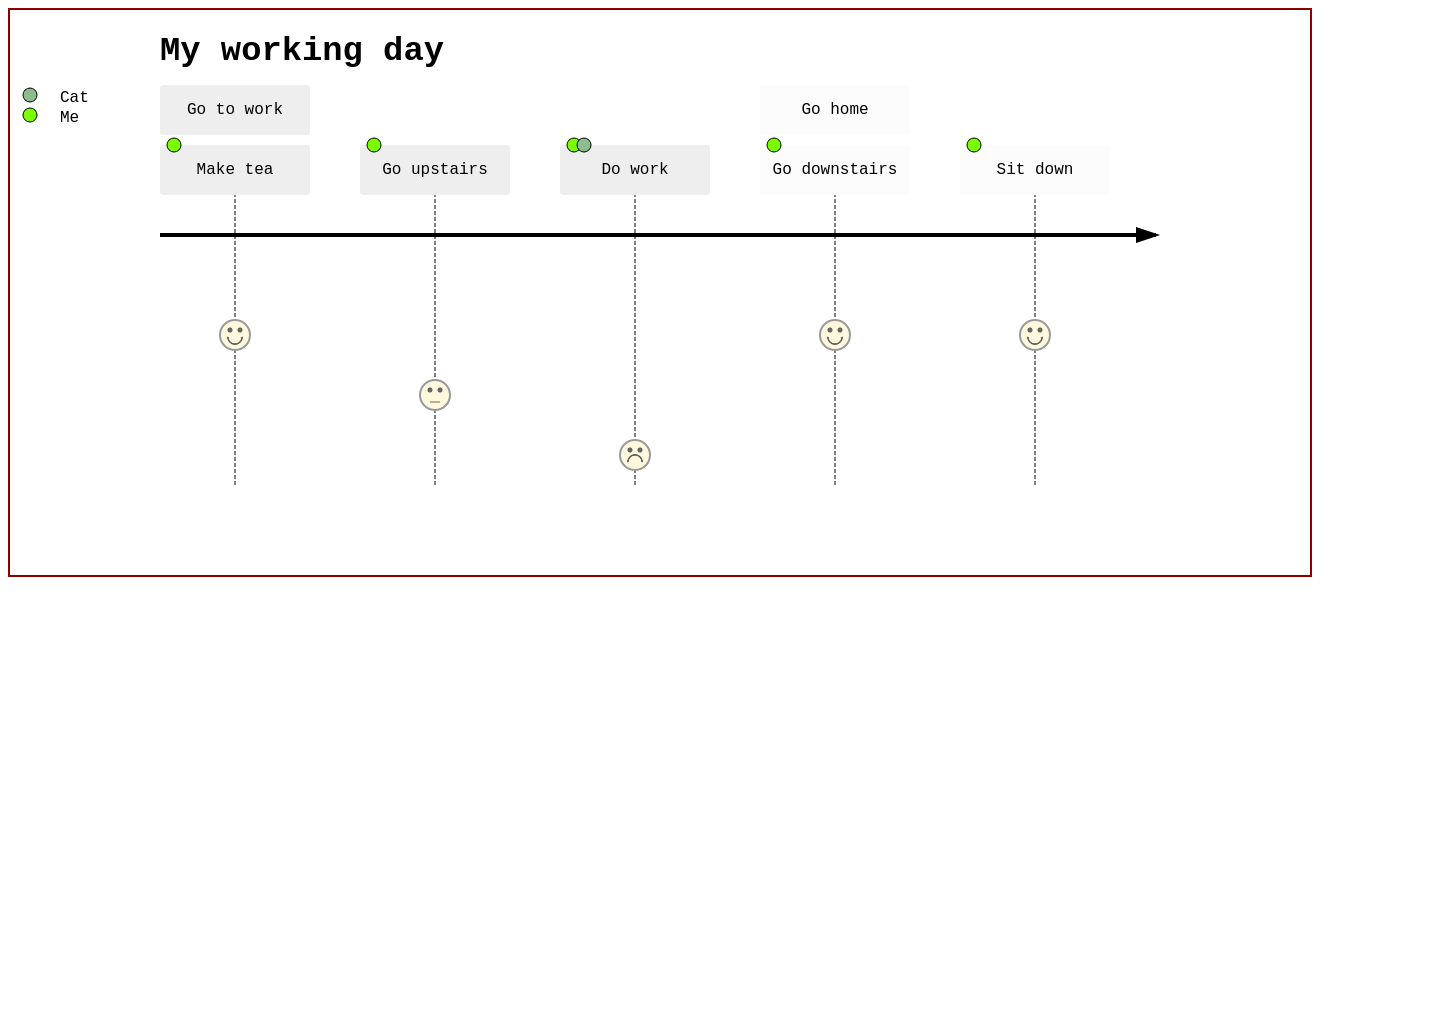 My working day
Cat
Me
Go to work
Go home
Make tea
Go upstairs
Do work
Go downstairs
Sit down